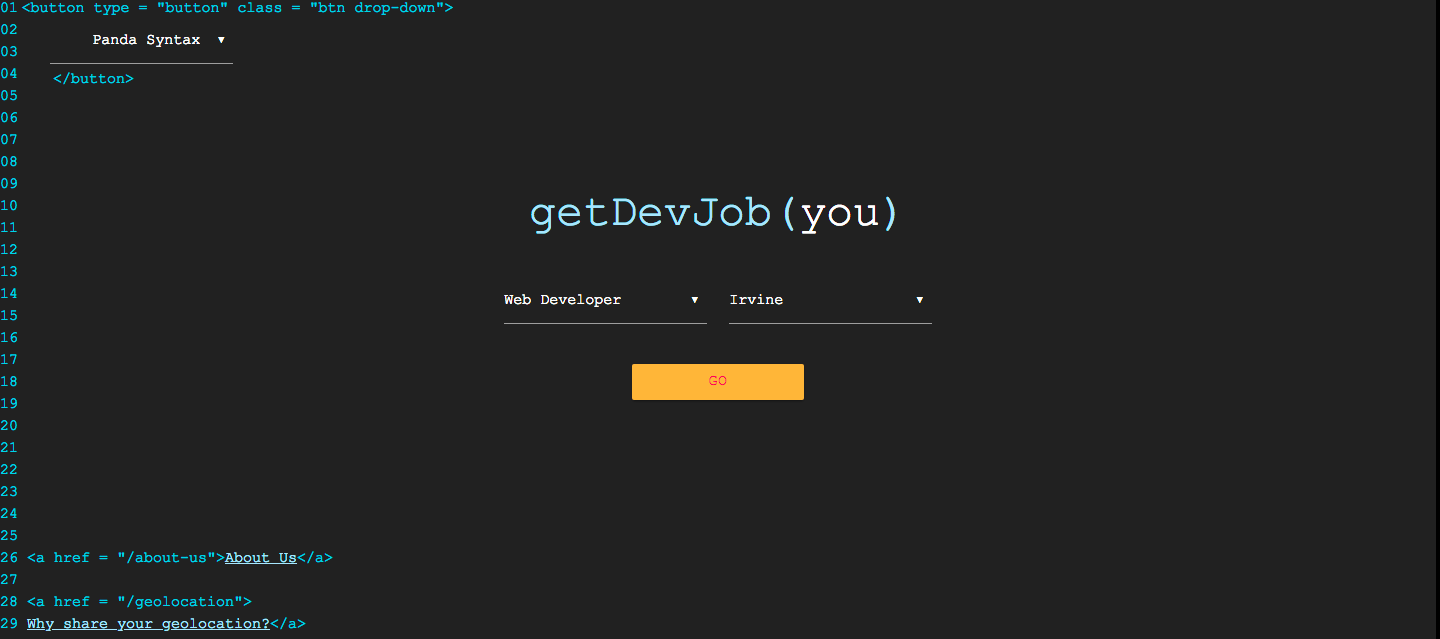 01 <button type = "button" class = "btn drop-down">
02
Panda Syntax ▼
03
04 </button>
05
06
07
08
09
10 getDevJob(you)
11
12
13
14 Web Developer ▼ Irvine ▼
15
16
17
18 GO
19
20
21
22
23
24
25
26 <a href = "/about-us">About Us</a>
27
28 <a href = "/geolocation">
29 Why share your geolocation?</a>